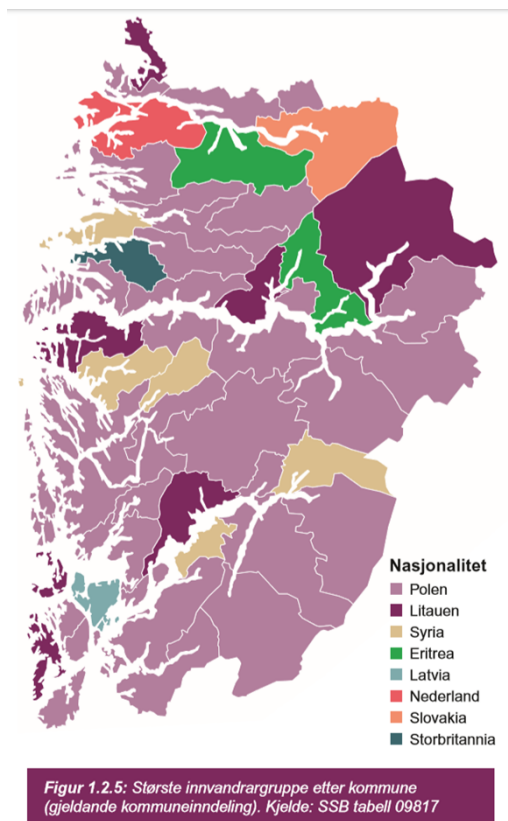 Nasjonalitet
Polen
Litauen
Syria
Eritrea
Latvia
Nederland
Slovakia
Storbritannia
Figur 1.2.5: Største innvandrargruppe etter kommune
(gjeldande kommuneinndeling). Kjelde: SSB tabell 09817